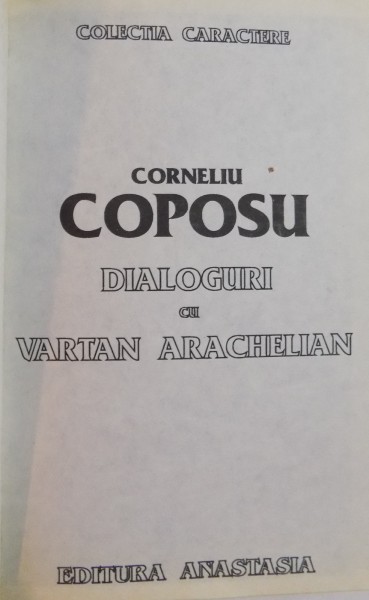 COLECTIA CARACTERE
CORNELIU
COPOSU
DIALOGURI
CU
VARTAN ARACHELIAN
EDITURA ANASTASIA